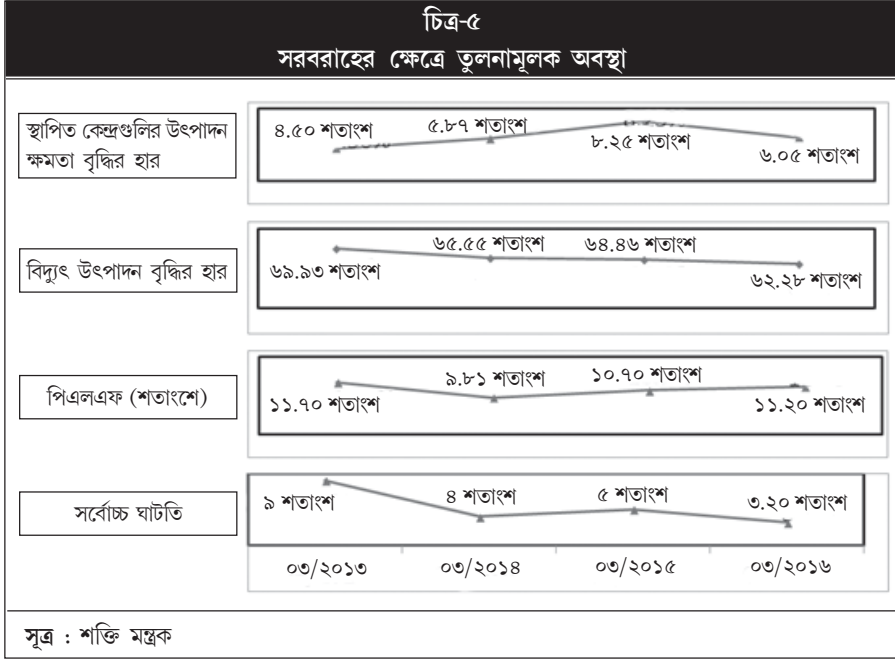 চিত্র-৫
সরবরাহের ক্ষেত্রে তুলনামূলক অবস্থা
স্থাপিত কেন্দ্রগুলির উৎপাদন
ক্ষমতা বৃদ্ধির হার
৪.৫০ শতাংশ ৫.৮৭ শতাংশ ৮.২৫ শতাংশ ৬.০৫ শতাংশ
বিদ্যুৎ উৎপাদন বৃদ্ধির হার
৬৯.৯৩ শতাংশ ৬৫.৫৫ শতাংশ ৬৪.৪৬ শতাংশ ৬২.২৮ শতাংশ
পিএলএফ (শতাংশে)
১১.৭০ শতাংশ ৯.৮১ শতাংশ ১০.৭০ শতাংশ ১১.২০ শতাংশ
সর্বোচ্চ ঘাটতি
৯ শতাংশ ৪ শতাংশ ৫ শতাংশ ৩.২০ শতাংশ
০৩/২০১৩ ০৩/২০১৪ ০৩/২০১৫ ০৩/২০১৬
সূত্র : শক্তি মন্ত্রক